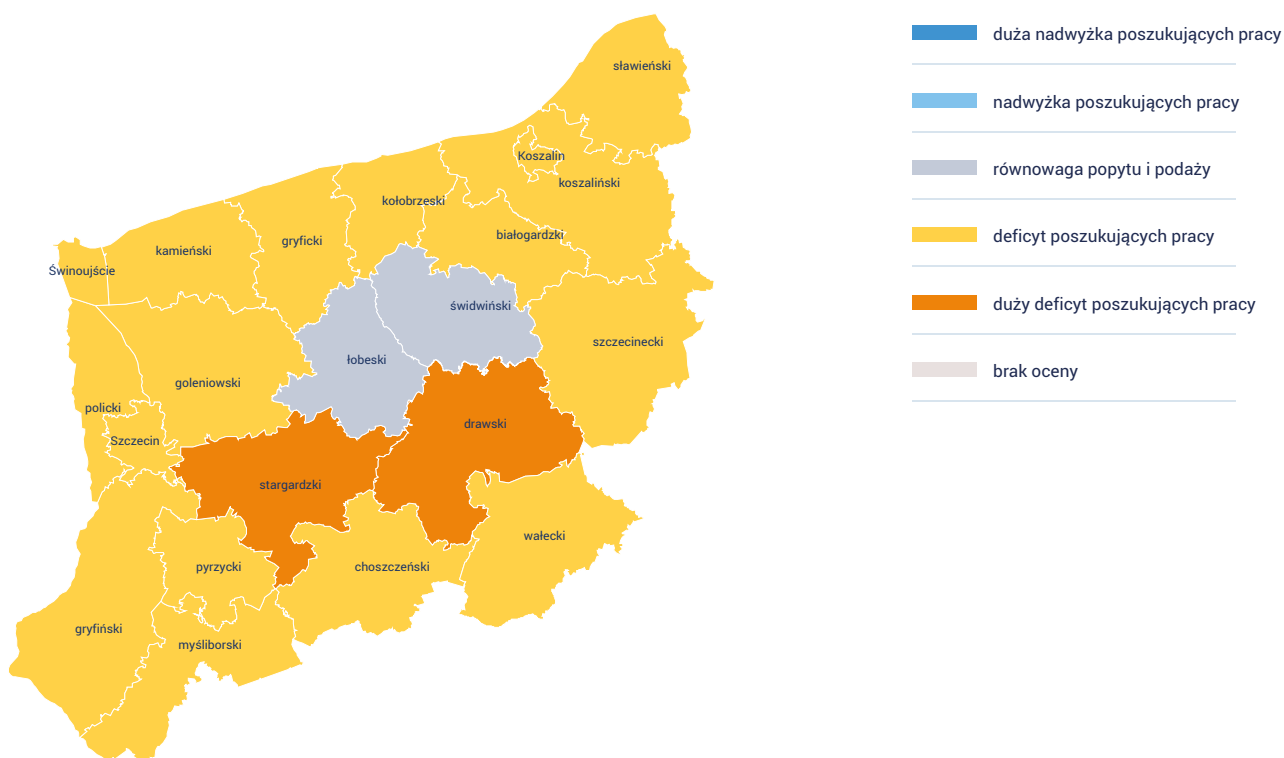 sławieński
Koszalin
koszaliński
kołobrzeski
białogardzki
gryficki
kamieński
Świnoujście
świdwiński
szczecinecki
łobeski
goleniowski
policki
drawski
Szczecin
stargardzki
wałecki
pyrzycki
choszczeński
gryfiński
myśliborski
duża nadwyżka poszukujących pracy
nadwyżka poszukujących pracy
równowaga popytu i podaży
deficyt poszukujących pracy
duży deficyt poszukujących pracy
brak oceny